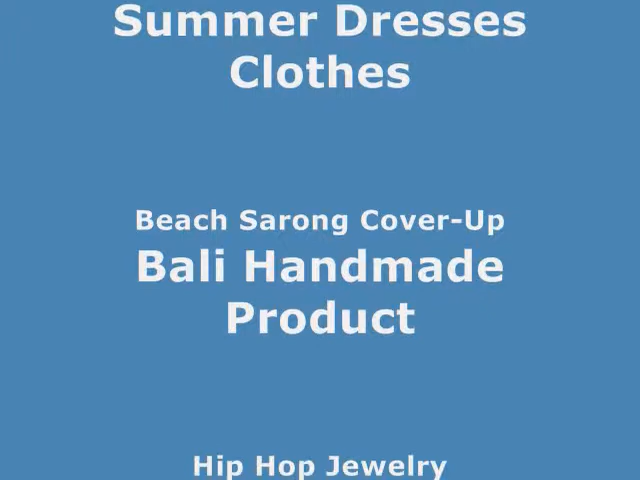 Summer Dresses
Clothes
Beach Sarong Cover-Up
Bali Handmade
Product
Hip Hop Jewelry